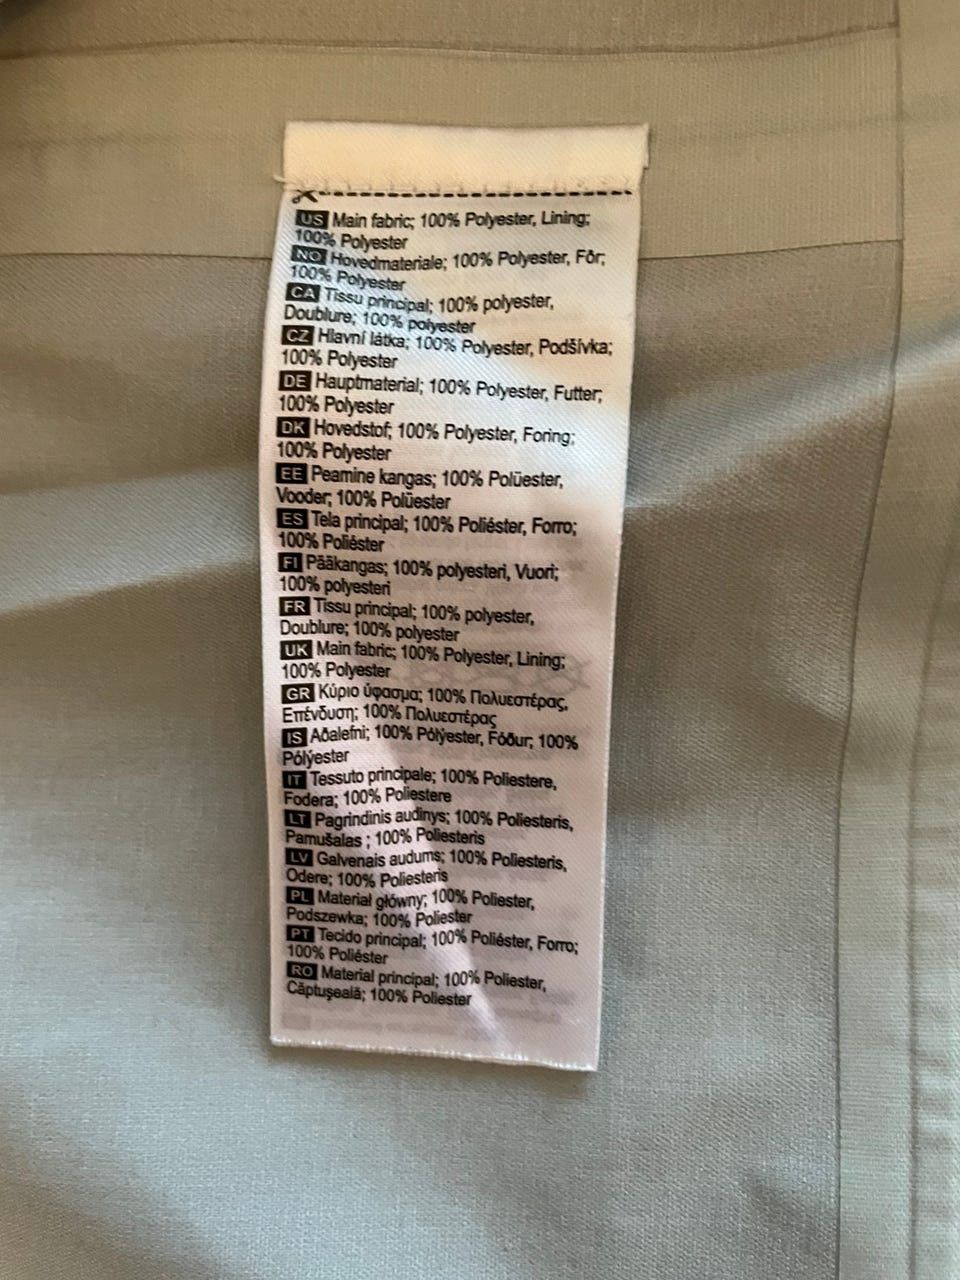 US Main fabric; 100% Polyester, Lining;
100% Polyester
NO Hovedmateriale; 100% Polyester, Fôr;
100% Polyester
CA Tissu principal; 100% polyester,
Doublure; 100% polyester
CZ Hlavní látka; 100% Polyester, Podšívka;
100% Polyester
DE Hauptmaterial; 100% Polyester, Futter;
100% Polyester
DK Hovedstof; 100% Polyester, Foring;
100% Polyester
EE Peamine kangas; 100% Polüester,
Vooder; 100% Polüester
ES Tela principal; 100% Poliéster, Forro;
100% Poliéster
FI Pääkangas; 100% polyesteri, Vuori;
100% polyesteri
FR Tissu principal; 100% polyester,
Doublure; 100% polyester
UK Main fabric; 100% Polyester, Lining;
100% Polyester
GR Κύριο ύφασμα; 100% Πολυεστέρας,
Επένδυση; 100% Πολυεστέρας
IS Aðalefni; 100% Pólýester, Fóður; 100%
Pólýester
IT Tessuto principale; 100% Poliestere,
Fodera; 100% Poliestere
LT Pagrindinis audinys; 100% Poliesteris,
Pamušalas ; 100% Poliesteris
LV Galvenais audums; 100% Poliesteris,
Odere; 100% Poliesteris
PL Materiał główny; 100% Poliester,
Podszewka; 100% Poliester
PT Tecido principal; 100% Poliéster, Forro;
100% Poliéster
RO Material principal; 100% Poliester,
Căptuşeală; 100% Poliester